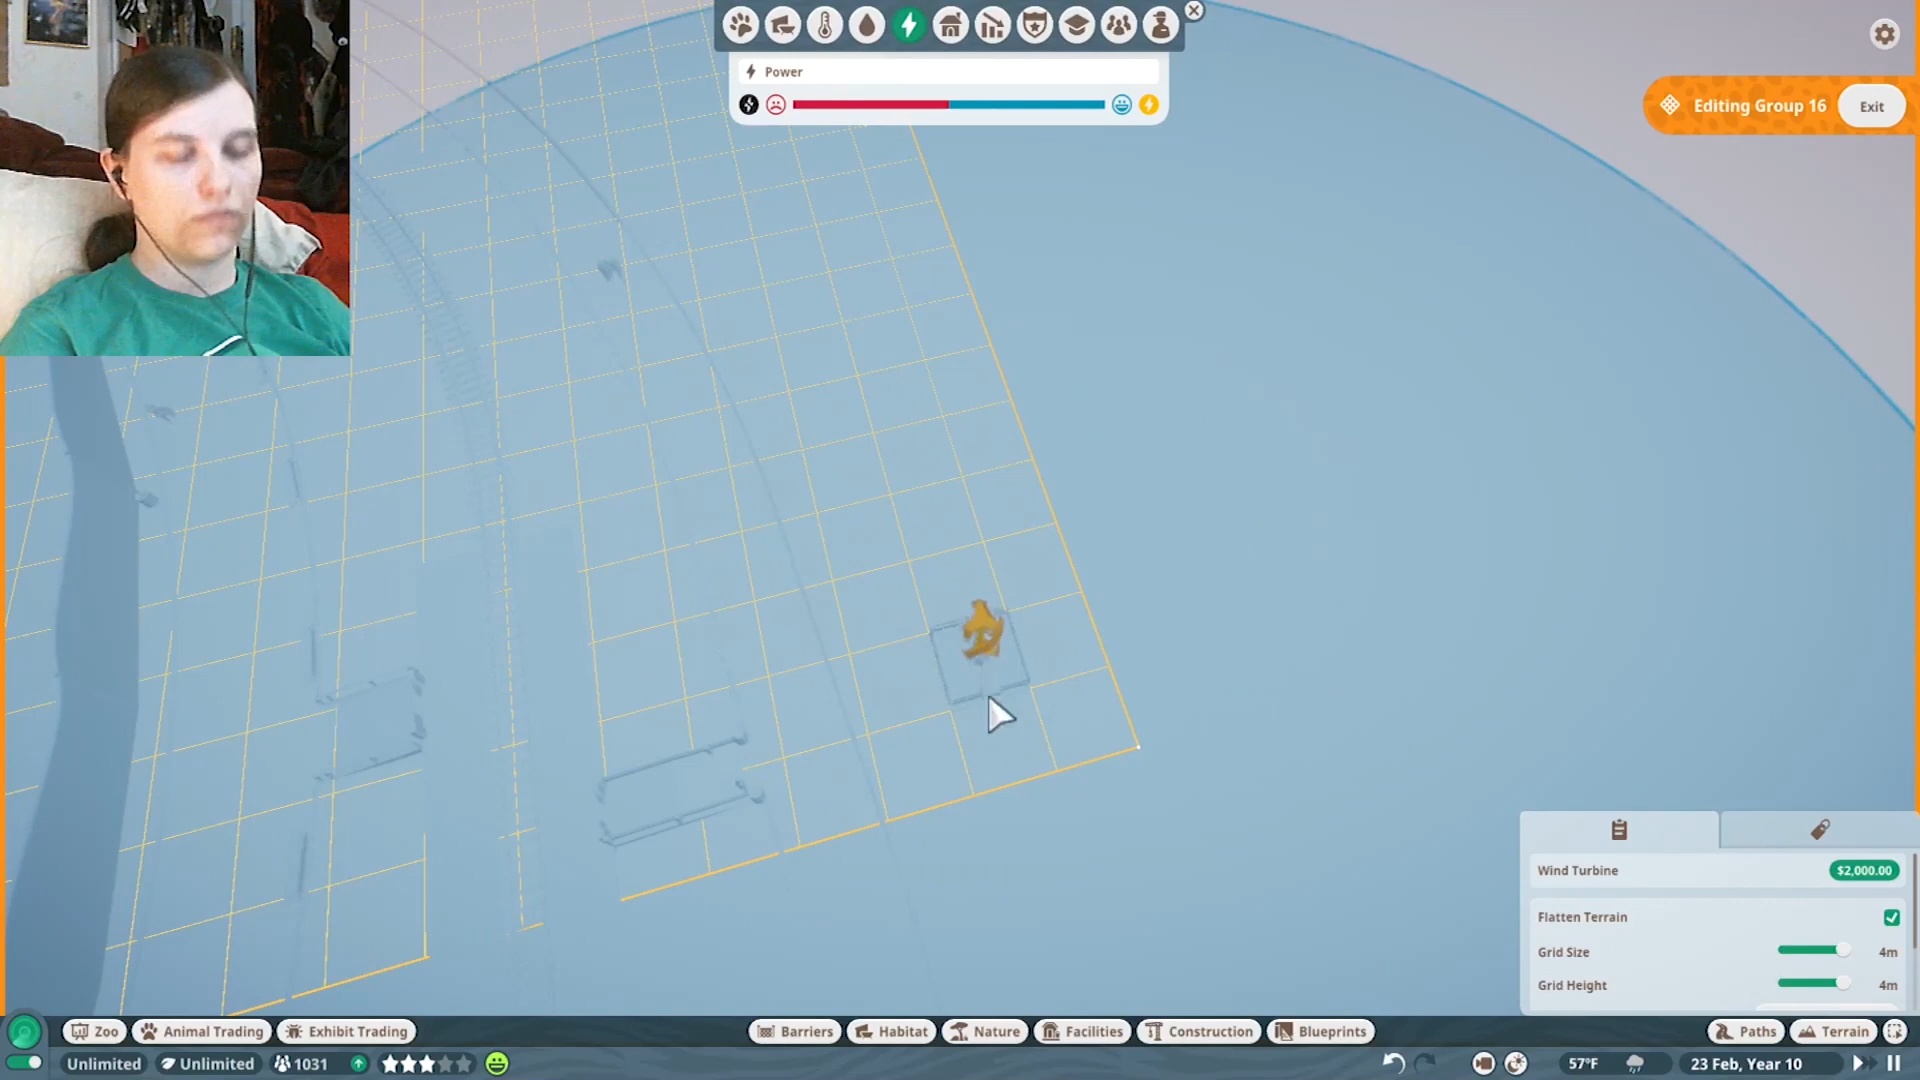 Power
Editing Group 16
Exit
Wind Turbine
$2,000.00
Flatten Terrain
Grid Size
4m
Grid Height
4m
Zoo
Animal Trading
Exhibit Trading
Barriers
Habitat
Nature
Facilities
Construction
Blueprints
Paths
Terrain
Unlimited
Unlimited
1031
57°F
23 Feb, Year 10